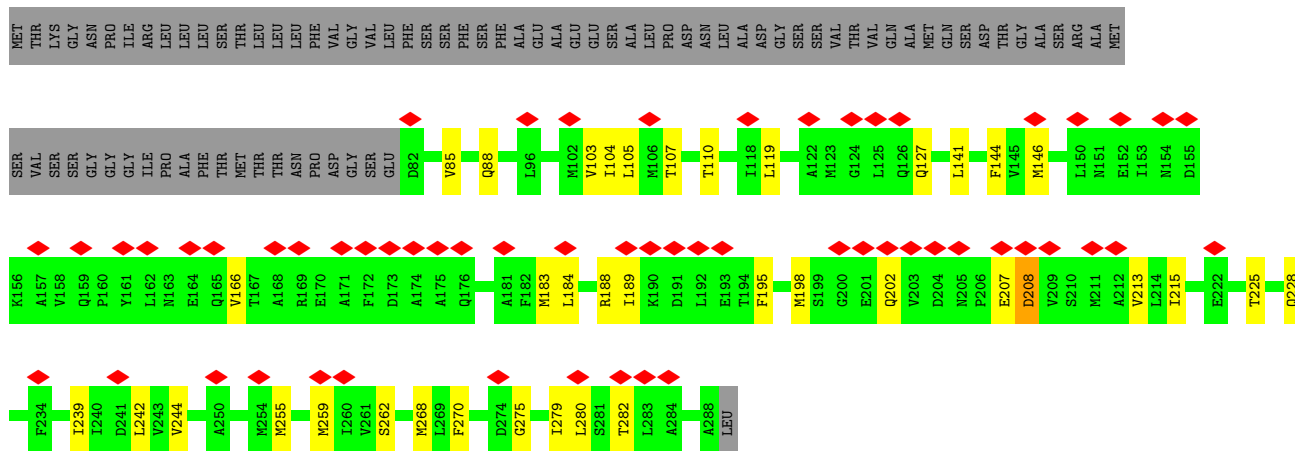 MET THR LYS GLY ASN PRO ILE ARG LEU LEU LEU SER THR LEU LEU LEU PHE VAL GLY VAL LEU PHE SER SER PHE SER PHE ALA GLU ALA GLU GLU SER ALA LEU PRO ASP ASN LEU ALA ASP GLY SER SER VAL THR VAL GLN ALA MET GLN SER ASP THR GLY ALA SER ARG ALA MET
SER VAL SER SER GLY GLY GLY ILE PRO ALA PHE THR MET THR THR ASN PRO ASP GLY SER GLU D82 V85 Q88 L96 M102 V103 I104 L105 M106 T107 T110 I118 L119 A122 M123 G124 L125 Q126 Q127 L141 F144 V145 M146 L150 N151 E152 I153 N154 D155
K156 A157 V158 Q159 P160 Y161 L162 N163 E164 Q165 V166 T167 A168 R169 E170 A171 F172 D173 A174 A175 Q176 A181 F182 M183 L184 R188 I189 K190 D191 L192 E193 T194 F195 M198 S199 G200 E201 Q202 V203 D204 N205 P206 E207 D208 V209 S210 M211 A212 V213 L214 I215 E222 T225 Q228
F234 I239 I240 D241 L242 V243 V244 A250 M254 M255 M259 I260 V261 S262 M268 L269 F270 D274 G275 I279 L280 S281 T282 L283 A284 A288 LEU